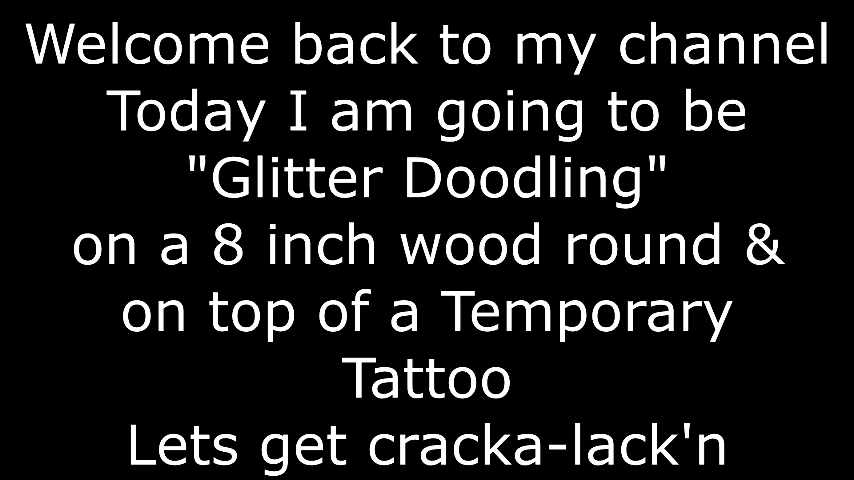 Welcome back to my channel
Today I am going to be
"Glitter Doodling"
on a 8 inch wood round &
on top of a Temporary
Tattoo
Lets get cracka-lack'n